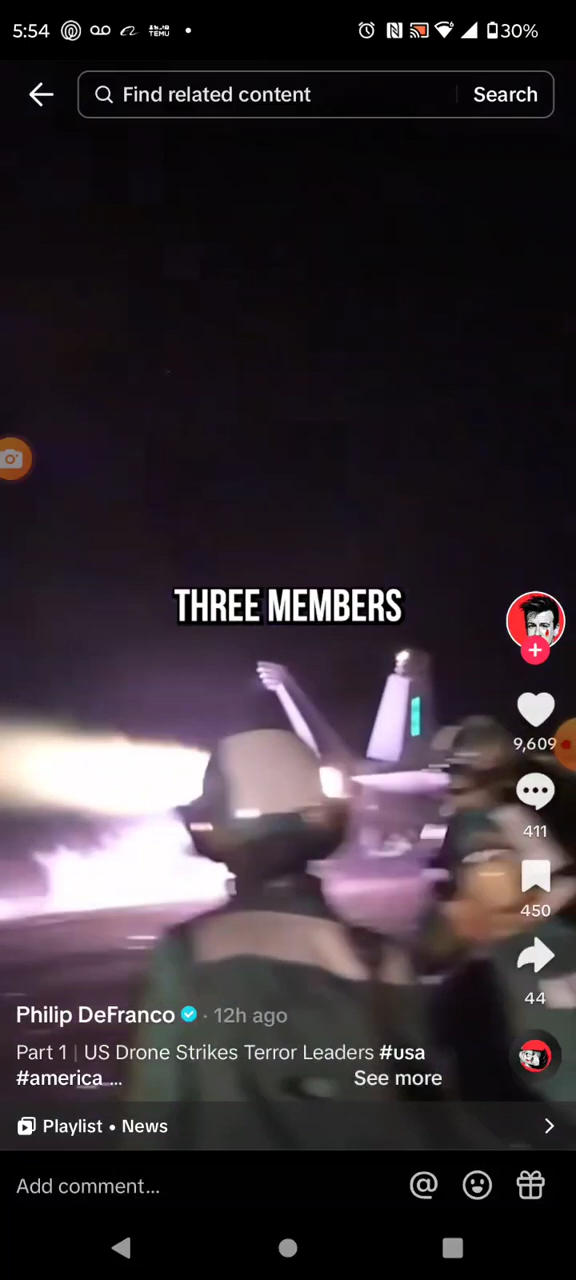 5:54
TEMU
30%
Find related content
Search
THREE MEMBERS
9,609
411
450
44
Philip DeFranco · 12h ago
Part 1 | US Drone Strikes Terror Leaders #usa
#america ... See more
Playlist • News
Add comment...